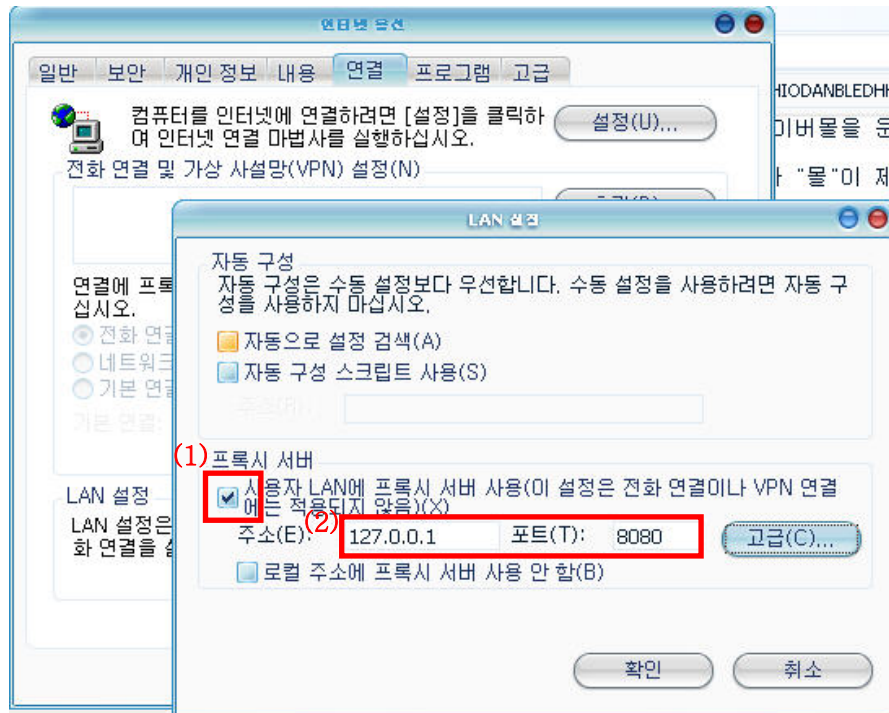 인터넷 옵션
일반 보안 개인 정보 내용 연결 프로그램 고급
컴퓨터를 인터넷에 연결하려면 [설정]을 클릭하
며 인터넷 연결 마법사를 실행하십시오.
설정(U)...
전화 연결 및 가상 사설망(VPN) 설정(N)
연결에 프록
십시오.
전화 연결
네트워크
기본 연결
기본 연결:
LAN 설정
LAN 설정은
화 연결을
HIODANBLEDHH
이버몰을 운
"몰"이 제
LAN 설정
자동 구성
자동 구성은 수동 설정보다 우선합니다. 수동 설정을 사용하려면 자동 구
성을 사용하지 마십시오.
자동으로 설정 검색(A)
자동 구성 스크립트 사용(S)
주소(R):
(1)
프록시 서버
사용자 LAN에 프록시 서버 사용(이 설정은 전화 연결이나 VPN 연결
에는 적용되지 않음)(X)
(2)
주소(E): 127.0.0.1 포트(T): 8080 고급(C)...
로컬 주소에 프록시 서버 사용 안 함(B)
확인 취소